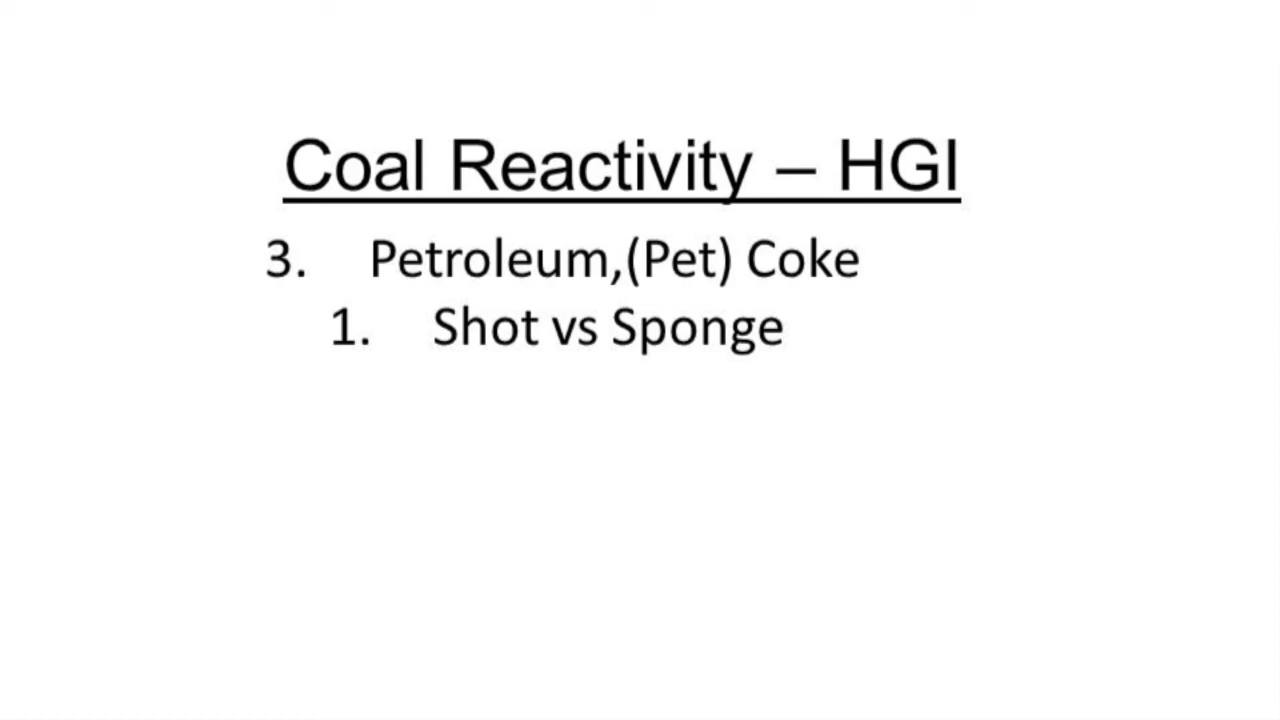 Coal Reactivity – HGI
3. Petroleum,(Pet) Coke
1. Shot vs Sponge